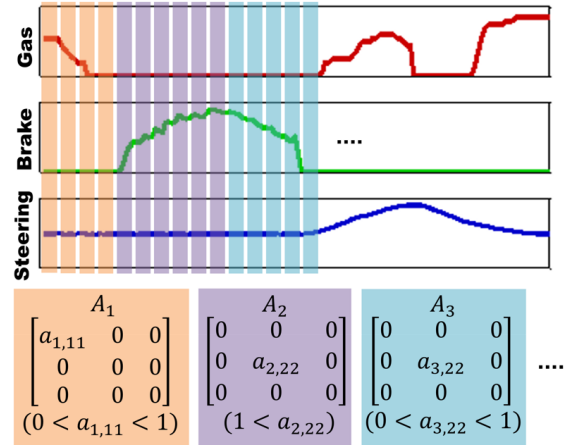 Gas
Brake
....
Steering
A₁
[a₁,₁₁ 0 0
0 0 0
0 0 0]
(0 < a₁,₁₁ < 1)
A₂
[0 0 0
0 a₂,₂₂ 0
0 0 0]
(1 < a₂,₂₂)
A₃
[0 0 0
0 a₃,₂₂ 0
0 0 0]
(0 < a₃,₂₂ < 1)
....